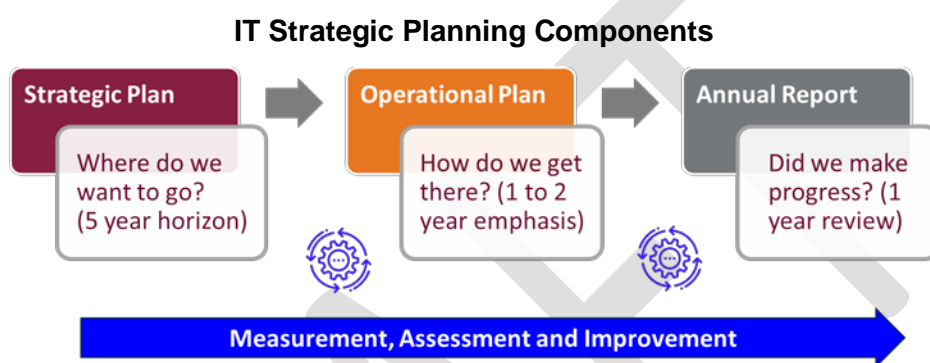 IT Strategic Planning Components
Strategic Plan
Where do we
want to go?
(5 year horizon)
Operational Plan
How do we get
there? (1 to 2
year emphasis)
Annual Report
Did we make
progress? (1
year review)
Measurement, Assessment and Improvement